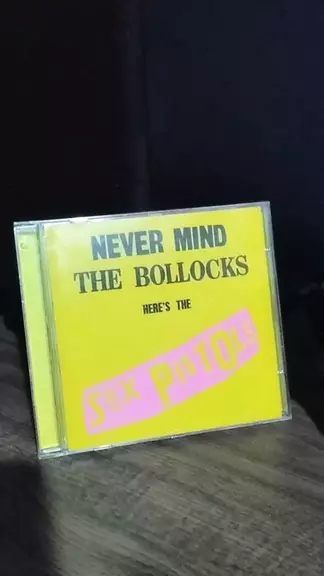 NEVER MIND
THE BOLLOCKS
HERE'S THE
SEX PISTOLS